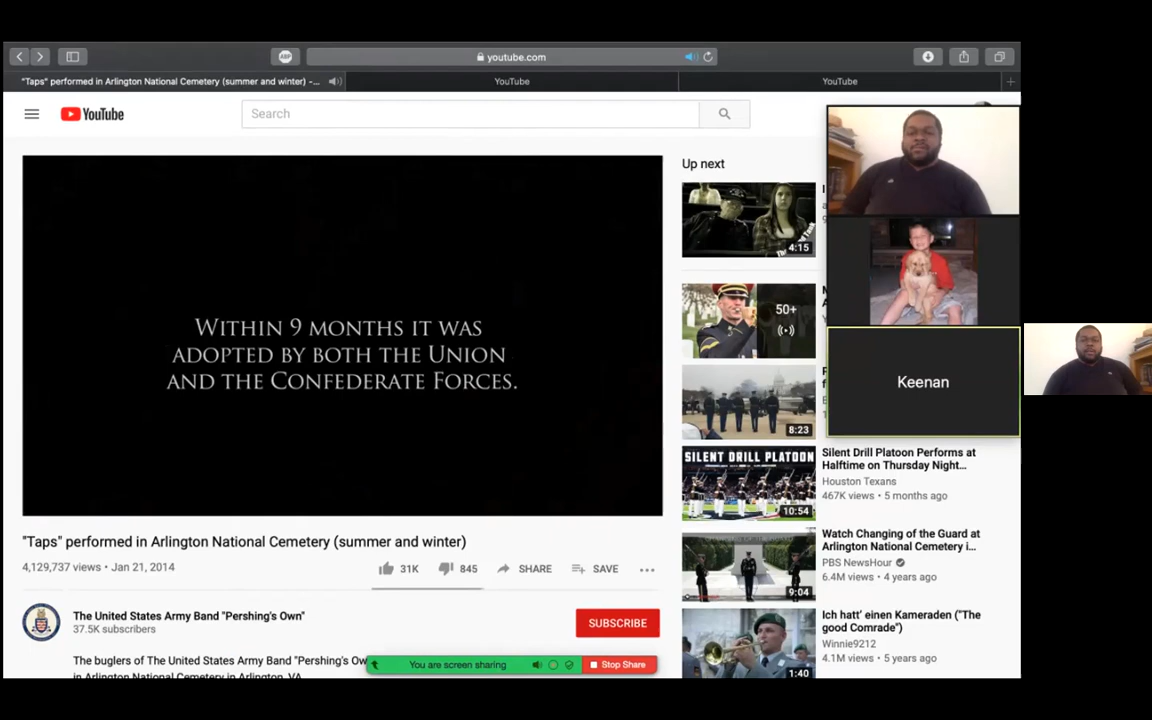 youtube.com
"Taps" performed in Arlington National Cemetery (summer and winter) –...
YouTube
YouTube
YouTube
Search
WITHIN 9 MONTHS IT WAS
ADOPTED BY BOTH THE UNION
AND THE CONFEDERATE FORCES.
"Taps" performed in Arlington National Cemetery (summer and winter)
4,129,737 views • Jan 21, 2014
31K
845
SHARE
SAVE
The United States Army Band "Pershing's Own"
37.5K subscribers
SUBSCRIBE
The buglers of The United States Army Band "Pershing's Ow
in Arlington National Cemetery in Arlington, VA.
You are screen sharing
Stop Share
Up next
4:15
50+
8:23
SILENT DRILL PLATOON
10:54
Silent Drill Platoon Performs at
Halftime on Thursday Night...
Houston Texans
467K views • 5 months ago
9:04
Watch Changing of the Guard at
Arlington National Cemetery i...
PBS NewsHour
6.4M views • 4 years ago
1:40
Ich hatt' einen Kameraden ("The
good Comrade")
Winnie9212
4.1M views • 5 years ago
Keenan